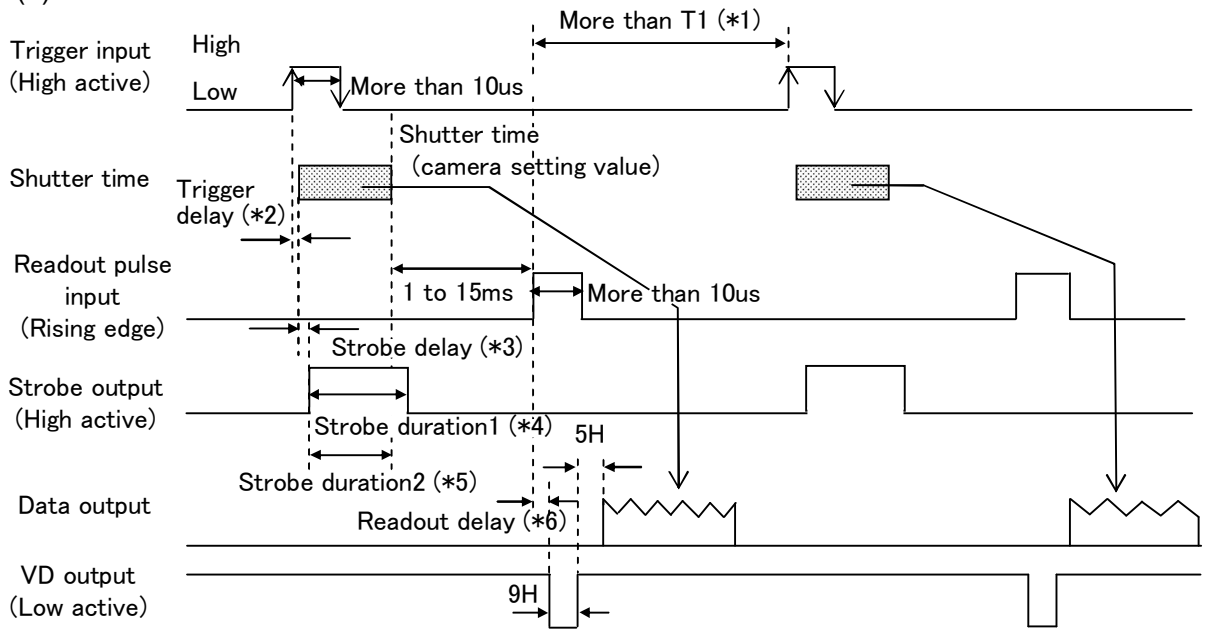 More than T1 (*1)
Trigger input
(High active)
High
Low
More than 10us
Shutter time
(camera setting value)
Shutter time
Trigger
delay (*2)
Readout pulse
input
(Rising edge)
1 to 15ms
More than 10us
Strobe delay (*3)
Strobe output
(High active)
Strobe duration1 (*4)
5H
Strobe duration2 (*5)
Data output
Readout delay (*6)
VD output
(Low active)
9H